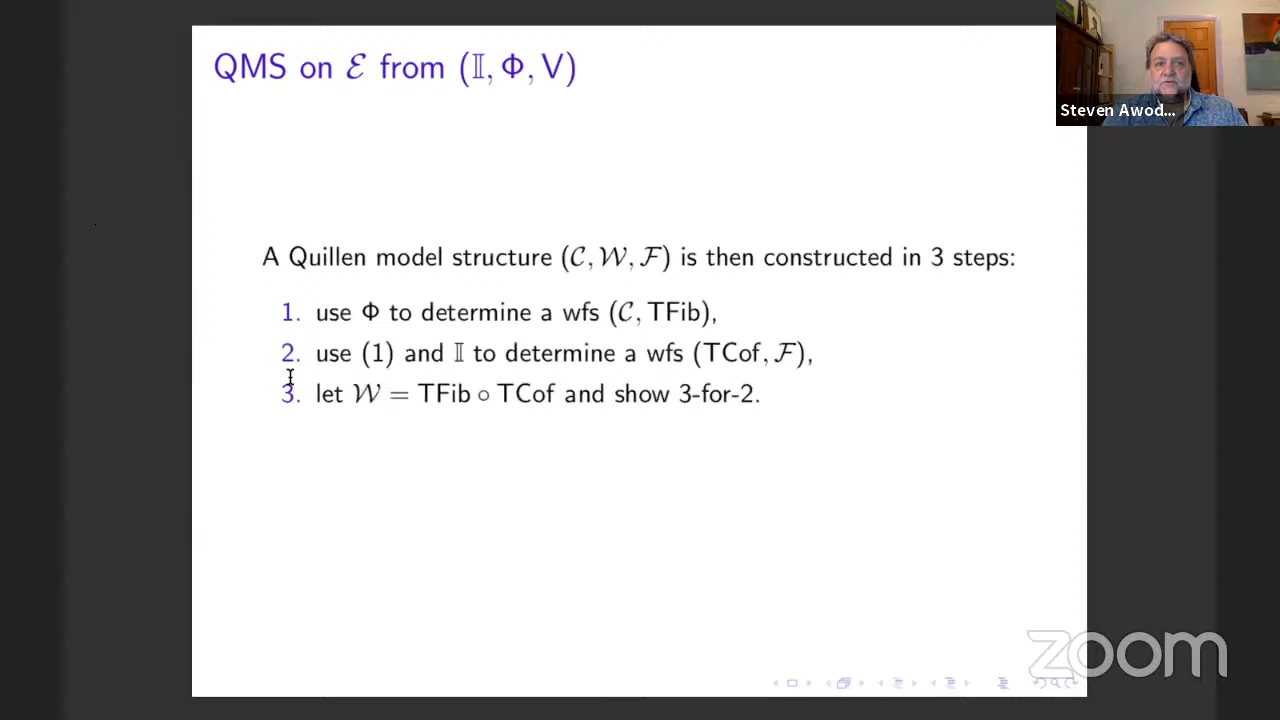 QMS on ℰ from (𝕀, Φ, V)
Steven Awod...
A Quillen model structure (𝒞, 𝒲, ℱ) is then constructed in 3 steps:
1. use Φ to determine a wfs (𝒞, TFib),
2. use (1) and 𝕀 to determine a wfs (TCof, ℱ),
3. let 𝒲 = TFib ∘ TCof and show 3-for-2.
zoom